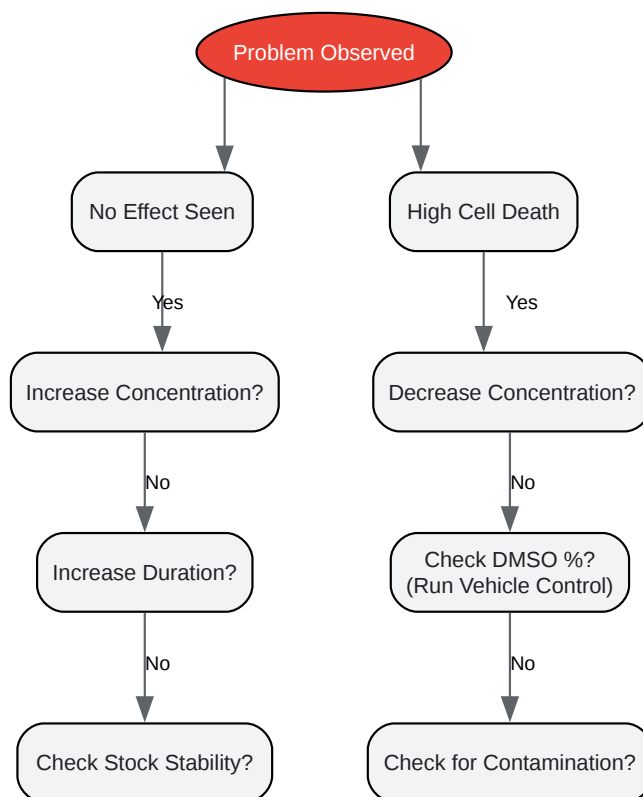 Problem Observed
No Effect Seen
High Cell Death
Yes
Yes
Increase Concentration?
Decrease Concentration?
No
No
Increase Duration?
Check DMSO %?
(Run Vehicle Control)
No
No
Check Stock Stability?
Check for Contamination?